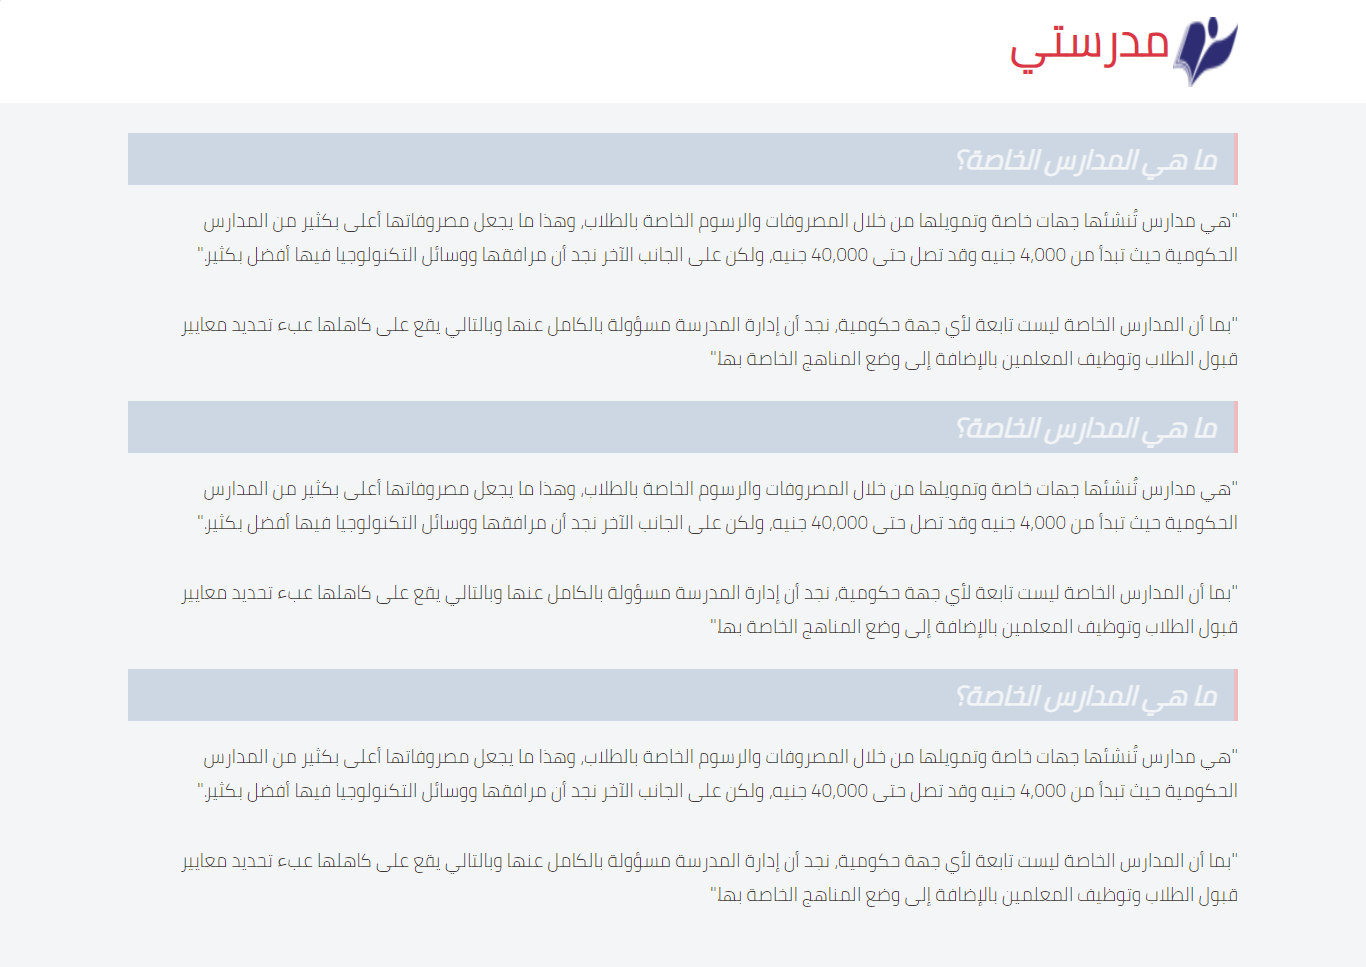 مدرستي
ما هي المدارس الخاصة؟
"هي مدارس تُنشئها جهات خاصة وتمويلها من خلال المصروفات والرسوم الخاصة بالطلاب, وهذا ما يجعل مصروفاتها أعلى بكثير من المدارس
الحكومية حيث تبدأ من 4,000 جنيه وقد تصل حتى 40,000 جنيه, ولكن على الجانب الآخر نجد أن مرافقها ووسائل التكنولوجيا فيها أفضل بكثير."
"بما أن المدارس الخاصة ليست تابعة لأي جهة حكومية, نجد أن إدارة المدرسة مسؤولة بالكامل عنها وبالتالي يقع على كاهلها عبء تحديد معايير
قبول الطلاب وتوظيف المعلمين بالإضافة إلى وضع المناهج الخاصة بها."
ما هي المدارس الخاصة؟
"هي مدارس تُنشئها جهات خاصة وتمويلها من خلال المصروفات والرسوم الخاصة بالطلاب, وهذا ما يجعل مصروفاتها أعلى بكثير من المدارس
الحكومية حيث تبدأ من 4,000 جنيه وقد تصل حتى 40,000 جنيه, ولكن على الجانب الآخر نجد أن مرافقها ووسائل التكنولوجيا فيها أفضل بكثير."
"بما أن المدارس الخاصة ليست تابعة لأي جهة حكومية, نجد أن إدارة المدرسة مسؤولة بالكامل عنها وبالتالي يقع على كاهلها عبء تحديد معايير
قبول الطلاب وتوظيف المعلمين بالإضافة إلى وضع المناهج الخاصة بها."
ما هي المدارس الخاصة؟
"هي مدارس تُنشئها جهات خاصة وتمويلها من خلال المصروفات والرسوم الخاصة بالطلاب, وهذا ما يجعل مصروفاتها أعلى بكثير من المدارس
الحكومية حيث تبدأ من 4,000 جنيه وقد تصل حتى 40,000 جنيه, ولكن على الجانب الآخر نجد أن مرافقها ووسائل التكنولوجيا فيها أفضل بكثير."
"بما أن المدارس الخاصة ليست تابعة لأي جهة حكومية, نجد أن إدارة المدرسة مسؤولة بالكامل عنها وبالتالي يقع على كاهلها عبء تحديد معايير
قبول الطلاب وتوظيف المعلمين بالإضافة إلى وضع المناهج الخاصة بها."